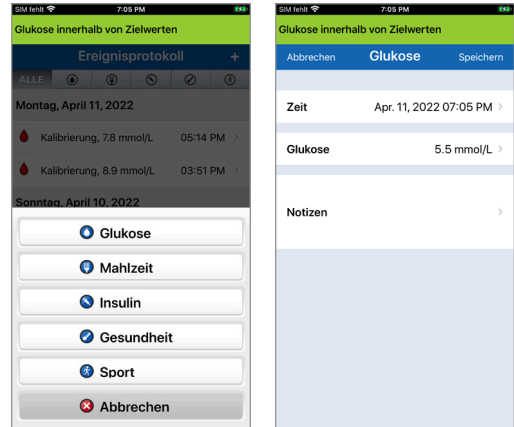 SIM fehlt 7:05 PM
Glukose innerhalb von Zielwerten
Ereignisprotokoll +
ALLE
Montag, April 11, 2022
Kalibrierung, 7.8 mmol/L 05:14 PM >
Kalibrierung, 8.9 mmol/L 03:51 PM >
Sonntag, April 10, 2022
Glukose
Mahlzeit
Insulin
Gesundheit
Sport
Abbrechen
SIM fehlt 7:05 PM
Glukose innerhalb von Zielwerten
Abbrechen Glukose Speichern
Zeit Apr. 11, 2022 07:05 PM >
Glukose 5.5 mmol/L >
Notizen >